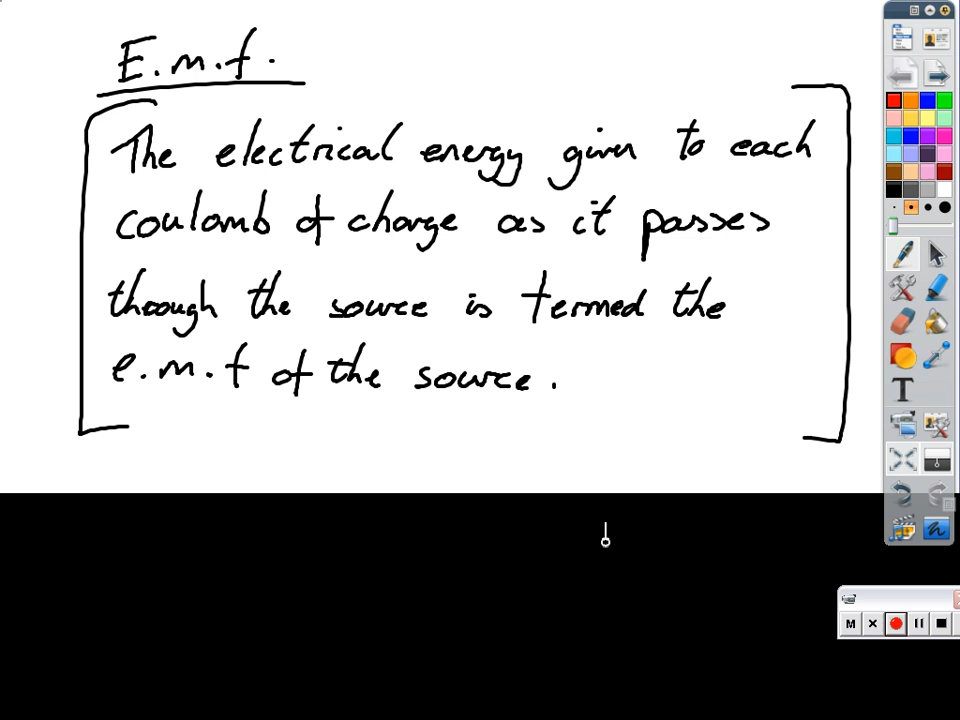 E.m.f.
The electrical energy given to each
coulomb of charge as it passes
through the source is termed the
e.m.f of the source.
T
M